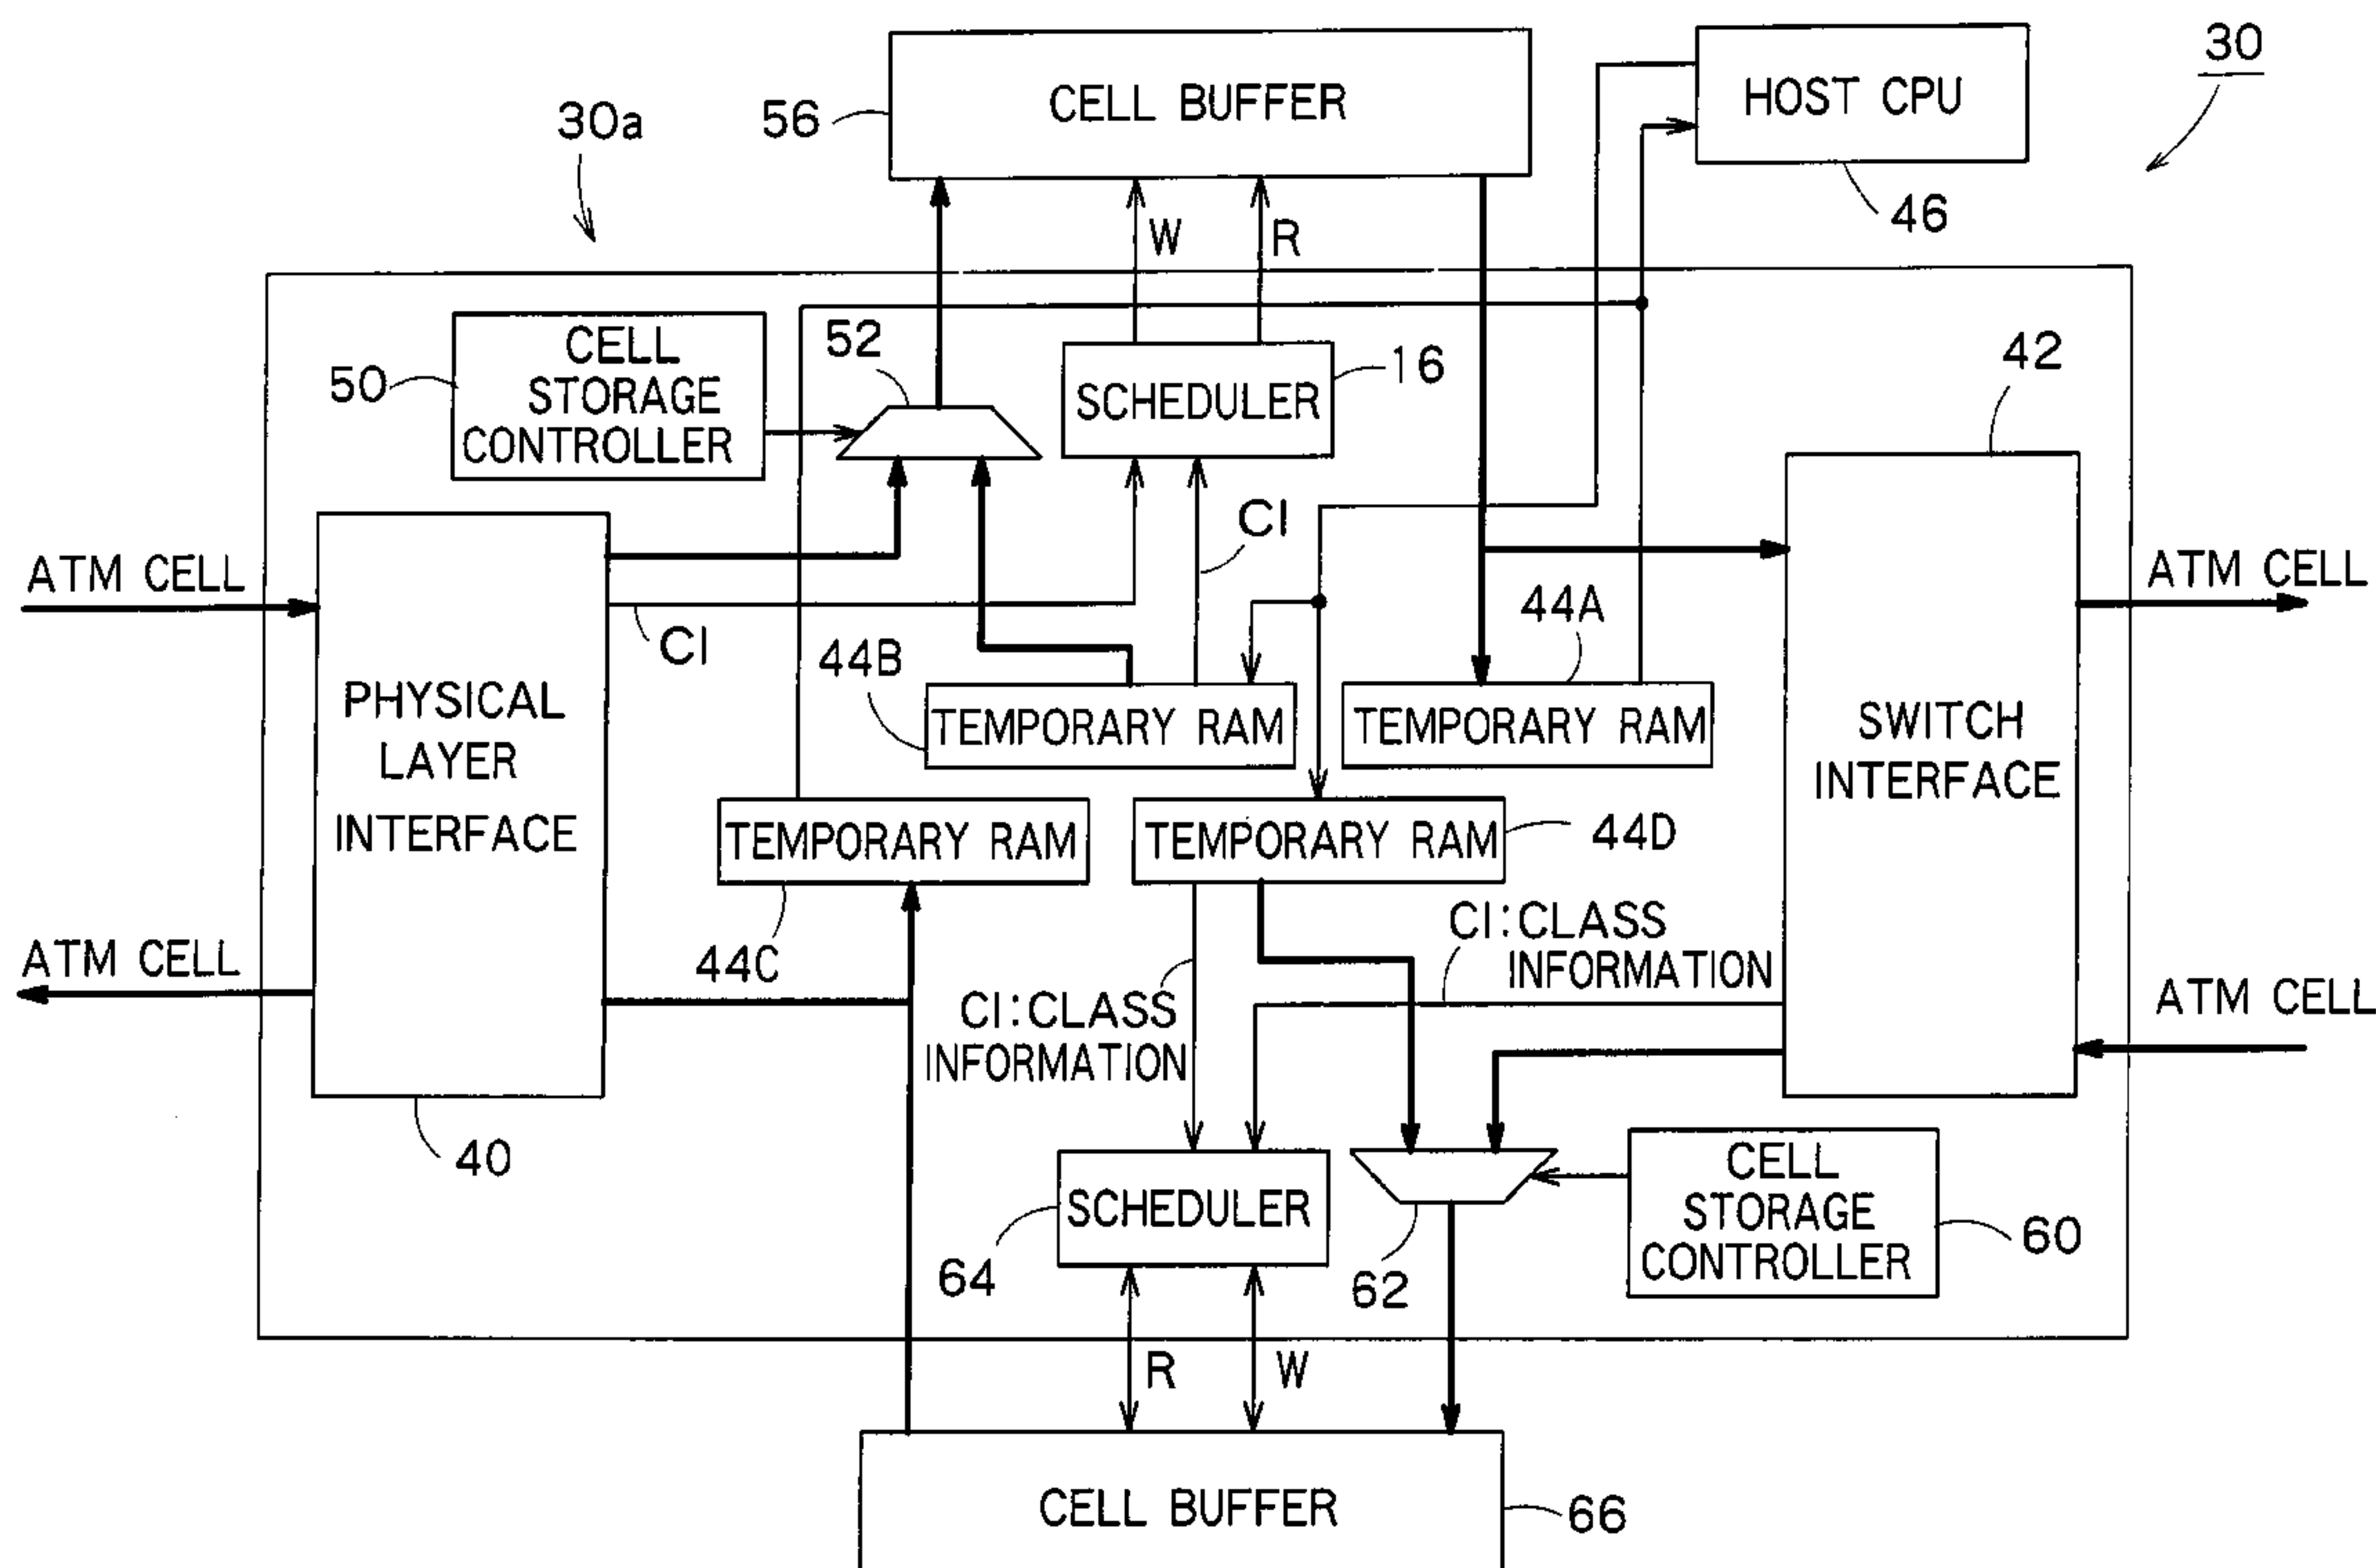 30
30a
56
CELL BUFFER
HOST CPU
46
W
R
50
CELL
STORAGE
CONTROLLER
52
SCHEDULER
16
42
ATM CELL
CI
CI
44B
44A
ATM CELL
PHYSICAL
LAYER
INTERFACE
TEMPORARY RAM
TEMPORARY RAM
SWITCH
INTERFACE
TEMPORARY RAM
TEMPORARY RAM
44D
44C
ATM CELL
CI:CLASS
INFORMATION
CI:CLASS
INFORMATION
ATM CELL
40
64
SCHEDULER
62
CELL
STORAGE
CONTROLLER
60
R
W
CELL BUFFER
66